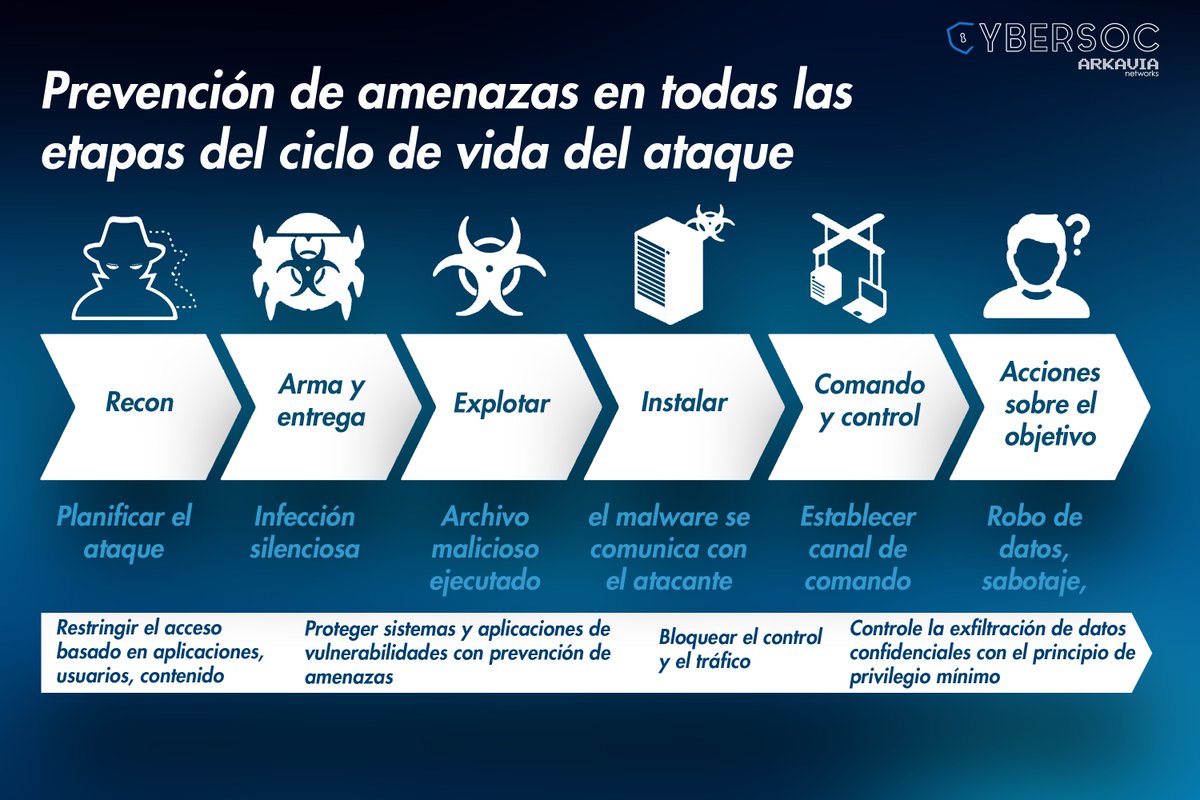 CYBERSOC
ARKAVIA
networks
Prevención de amenazas en todas las
etapas del ciclo de vida del ataque
?
Recon
Arma y
entrega
Explotar
Instalar
Comando
y control
Acciones
sobre el
objetivo
Planificar el
ataque
Infección
silenciosa
Archivo
malicioso
ejecutado
el malware se
comunica con
el atacante
Establecer
canal de
comando
Robo de
datos,
sabotaje,
Restringir el acceso
basado en aplicaciones,
usuarios, contenido
Proteger sistemas y aplicaciones de
vulnerabilidades con prevención de
amenazas
Bloquear el control
y el tráfico
Controle la exfiltración de datos
confidenciales con el principio de
privilegio mínimo